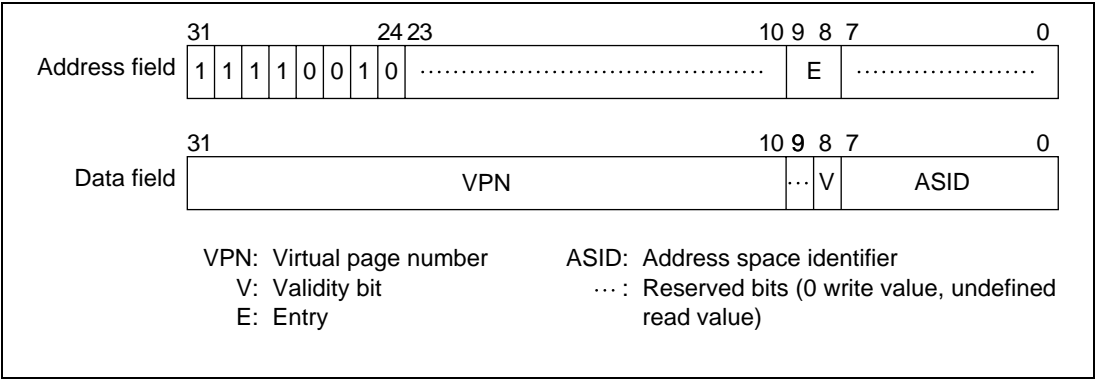 31 24 23 10 9 8 7 0
Address field 1 1 1 1 0 0 1 0 ·········································· E ······················
31 10 9 8 7 0
Data field VPN ··· V ASID
VPN: Virtual page number ASID: Address space identifier
V: Validity bit ··· : Reserved bits (0 write value, undefined
E: Entry read value)